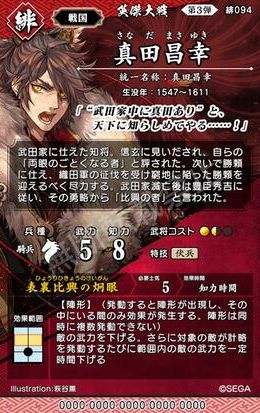 緋
戦国
英傑大戦
第3弾
緋094
さなだ まさゆき
真田昌幸
統一名称:真田昌幸
生没年:1547~1611
「“武田家中に真田あり”と、
天下に知らしめてやる……!」
武田家に仕えた知将。信玄に見いだされ、自らの
「両眼のごとくなる者」と評された。次いで勝頼
に仕え、織田軍の征伐を受け窮地に陥った勝頼を
迎えるべく尽力する。武田家滅亡後は豊臣秀吉に
従い、その勇略から「比興の者」と言われた。
兵種
騎兵
武力
5
知力
8
武将コスト
特技
伏兵
ひょうりひきょうのけいがん
表裏比興の炯眼
必要士気
5
効果時間
知力時間
効果範囲
【陣形】(発動すると陣形が出現し、その
中にいる間のみ効果が発生する。陣形は同
時に複数発動できない)
敵の武力を下げる。さらに対象の敵が計略
を発動するたびに範囲内の敵の武力を一定
時間下げる
Illustration:萩谷薫
©SEGA
0000-0000-0000-0000-0000